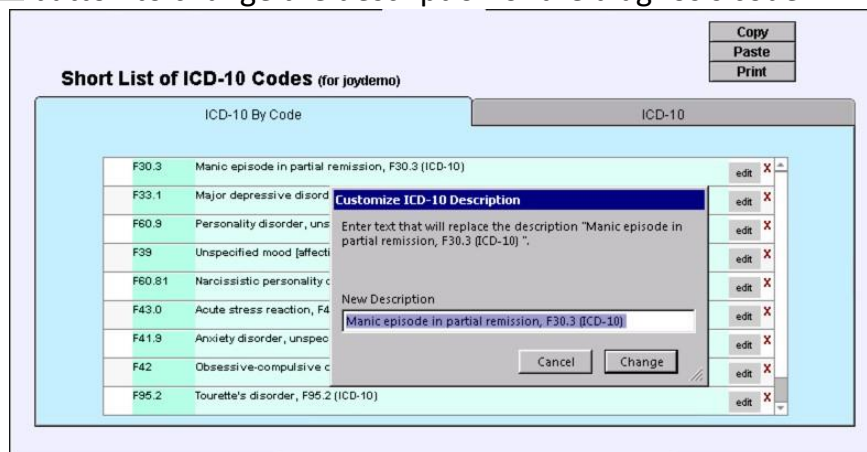 Copy
Paste
Print
Short List of ICD-10 Codes (for joydemo)
ICD-10 By Code
ICD-10
F30.3 Manic episode in partial remission, F30.3 (ICD-10) edit X
F33.1 Major depressive disord edit X
F60.9 Personality disorder, uns edit X
F39 Unspecified mood [affecti edit X
F60.81 Narcissistic personality edit X
F43.0 Acute stress reaction, F4 edit X
F41.9 Anxiety disorder, unspec edit X
F42 Obsessive-compulsive edit X
F95.2 Tourette's disorder, F95.2 (ICD-10) edit X
Customize ICD-10 Description
Enter text that will replace the description "Manic episode in
partial remission, F30.3 (ICD-10) ".
New Description
Manic episode in partial remission, F30.3 (ICD-10)
Cancel Change